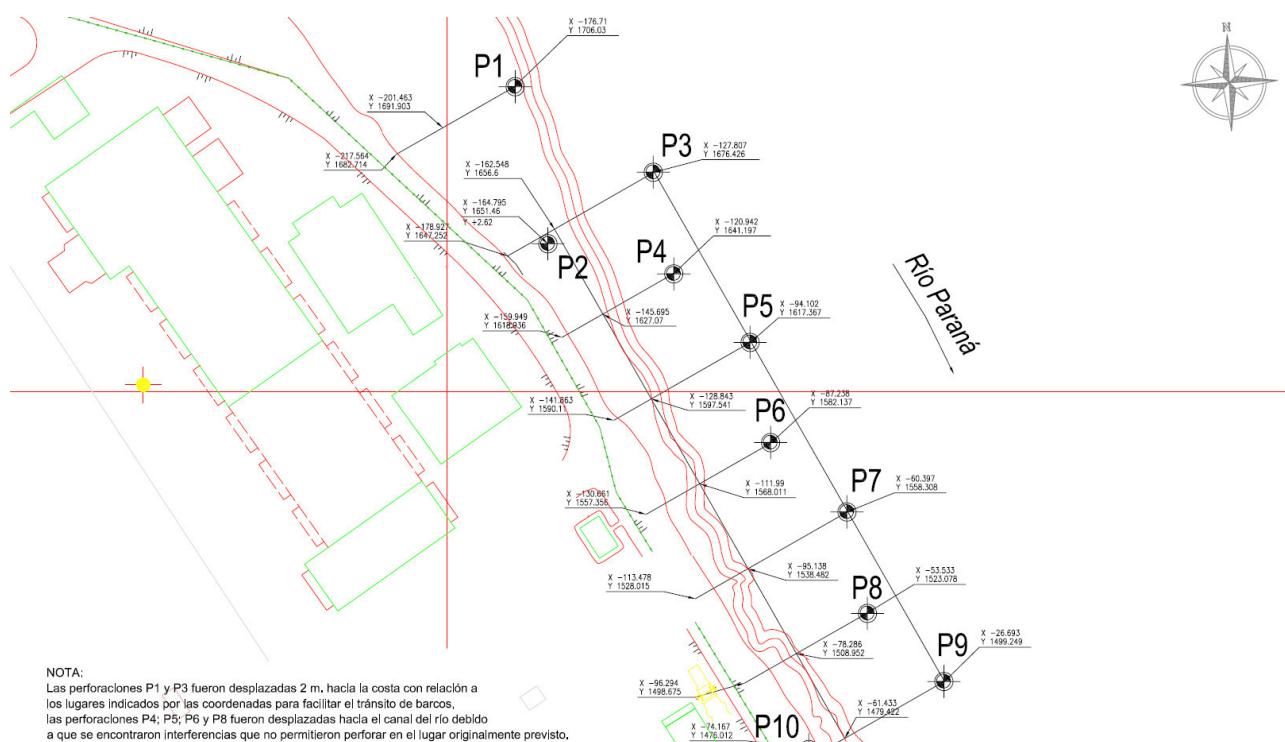 N
X -176.71
Y 1706.03
P1
X -201.463
Y 1691.903
X -217.564
Y 1682.714
X -162.548
Y 1656.6
P3
X -127.807
Y 1676.426
X -164.795
Y 1651.46
Y +2.62
X -178.927
Y 1647.252
P2
P4
X -120.942
Y 1641.197
Río Paraná
X -159.949
Y 1618.936
X -145.695
Y 1627.07
P5
X -94.102
Y 1617.367
X -141.863
Y 1590.11
X -128.843
Y 1597.541
P6
X -87.238
Y 1582.137
X -130.661
Y 1557.356
X -111.99
Y 1568.011
P7
X -60.397
Y 1558.308
X -113.478
Y 1528.015
X -95.138
Y 1538.482
P8
X -53.533
Y 1523.078
X -96.294
Y 1498.675
X -78.286
Y 1508.952
P9
X -26.693
Y 1499.249
X -74.167
Y 1476.012
P10
X -61.433
Y 1479.422
NOTA:
Las perforaciones P1 y P3 fueron desplazadas 2 m, hacia la costa con relación a
los lugares indicados por las coordenadas para facilitar el tránsito de barcos,
las perforaciones P4; P5; P6 y P8 fueron desplazadas hacia el canal del río debido
a que se encontraron interferencias que no permitieron perforar en el lugar originalmente previsto,